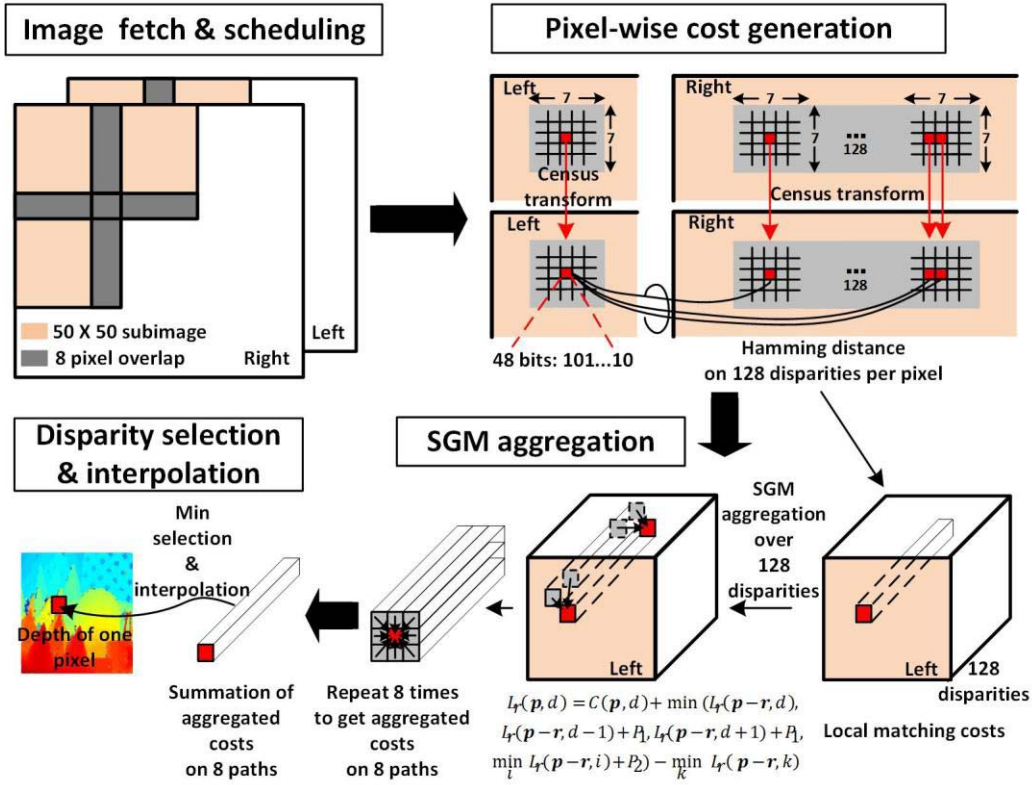 Image fetch & scheduling
Left
Right
50 X 50 subimage
8 pixel overlap
Pixel-wise cost generation
Left
7
7
Census
transform
Right
7
7
7
...
128
7
Census transform
Left
48 bits: 101...10
Right
...
128
Hamming distance
on 128 disparities per pixel
Disparity selection
& interpolation
Min
selection
&
interpolation
Depth of one
pixel
Summation of
aggregated
costs
on 8 paths
Repeat 8 times
to get aggregated
costs
on 8 paths
SGM aggregation
Left
SGM
aggregation
over
128
disparities
Left
128
disparities
Local matching costs
Lr(p,d) = C(p,d) + min (Lr(p−r,d),
Lr(p−r,d−1)+P1, Lr(p−r,d+1)+P1,
min i Lr(p−r,i)+P2) − min k Lr(p−r,k)